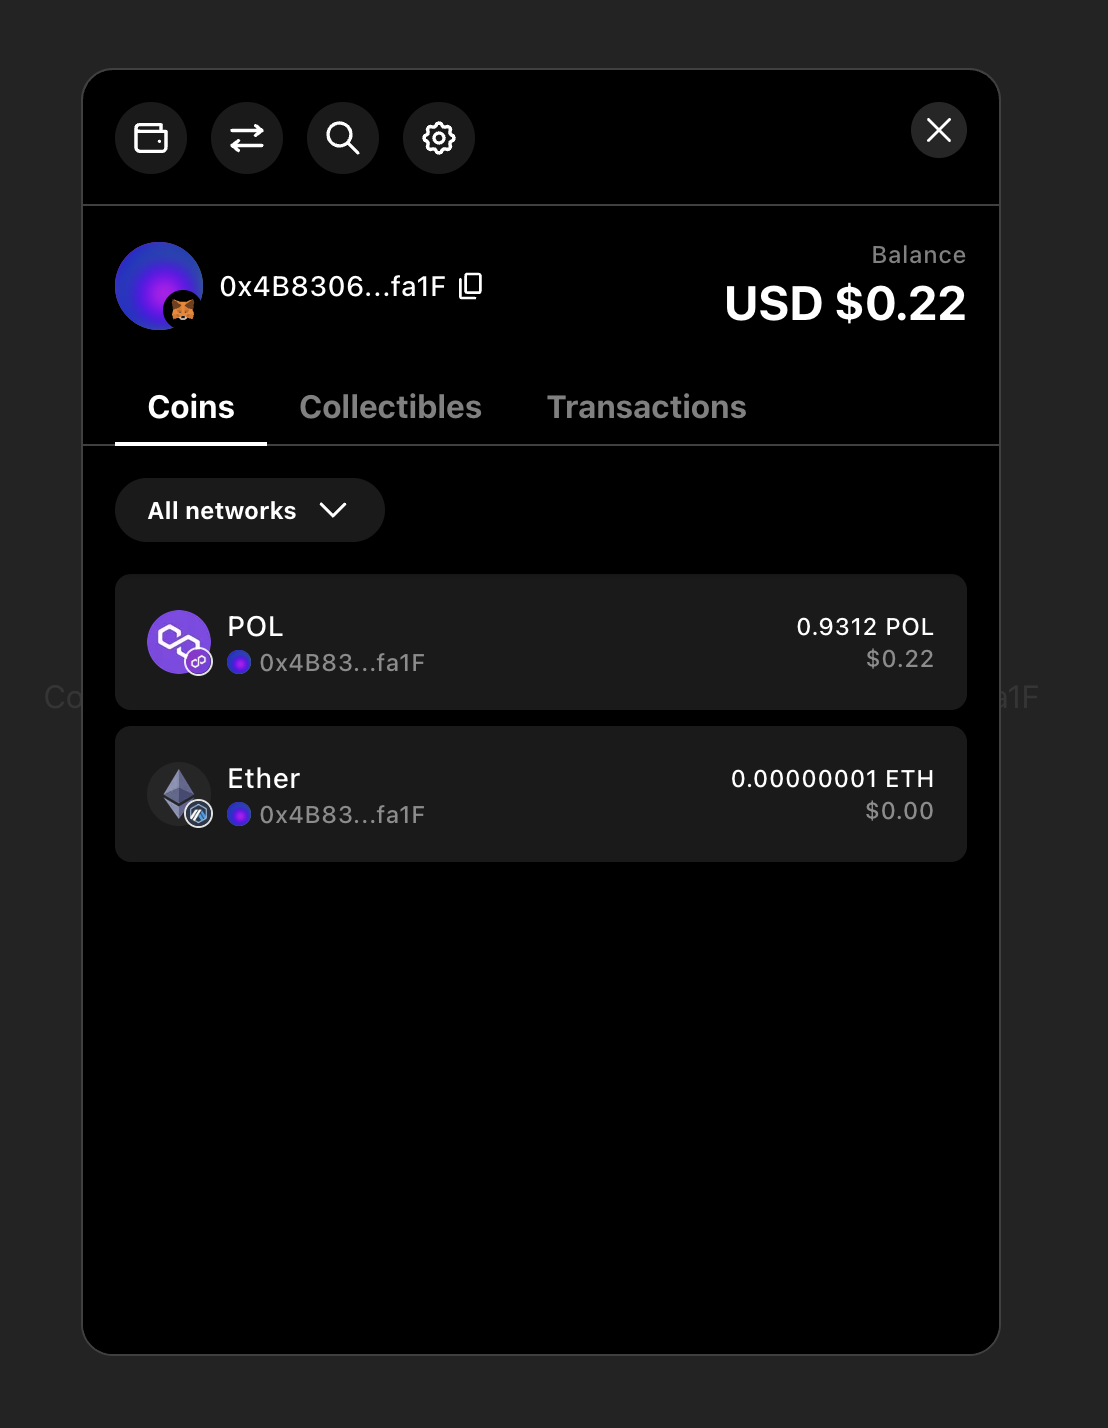 Balance
0x4B8306...fa1F
USD $0.22
Coins Collectibles Transactions
All networks
POL
0.9312 POL
0x4B83...fa1F
$0.22
Co
a1F
Ether
0.00000001 ETH
0x4B83...fa1F
$0.00